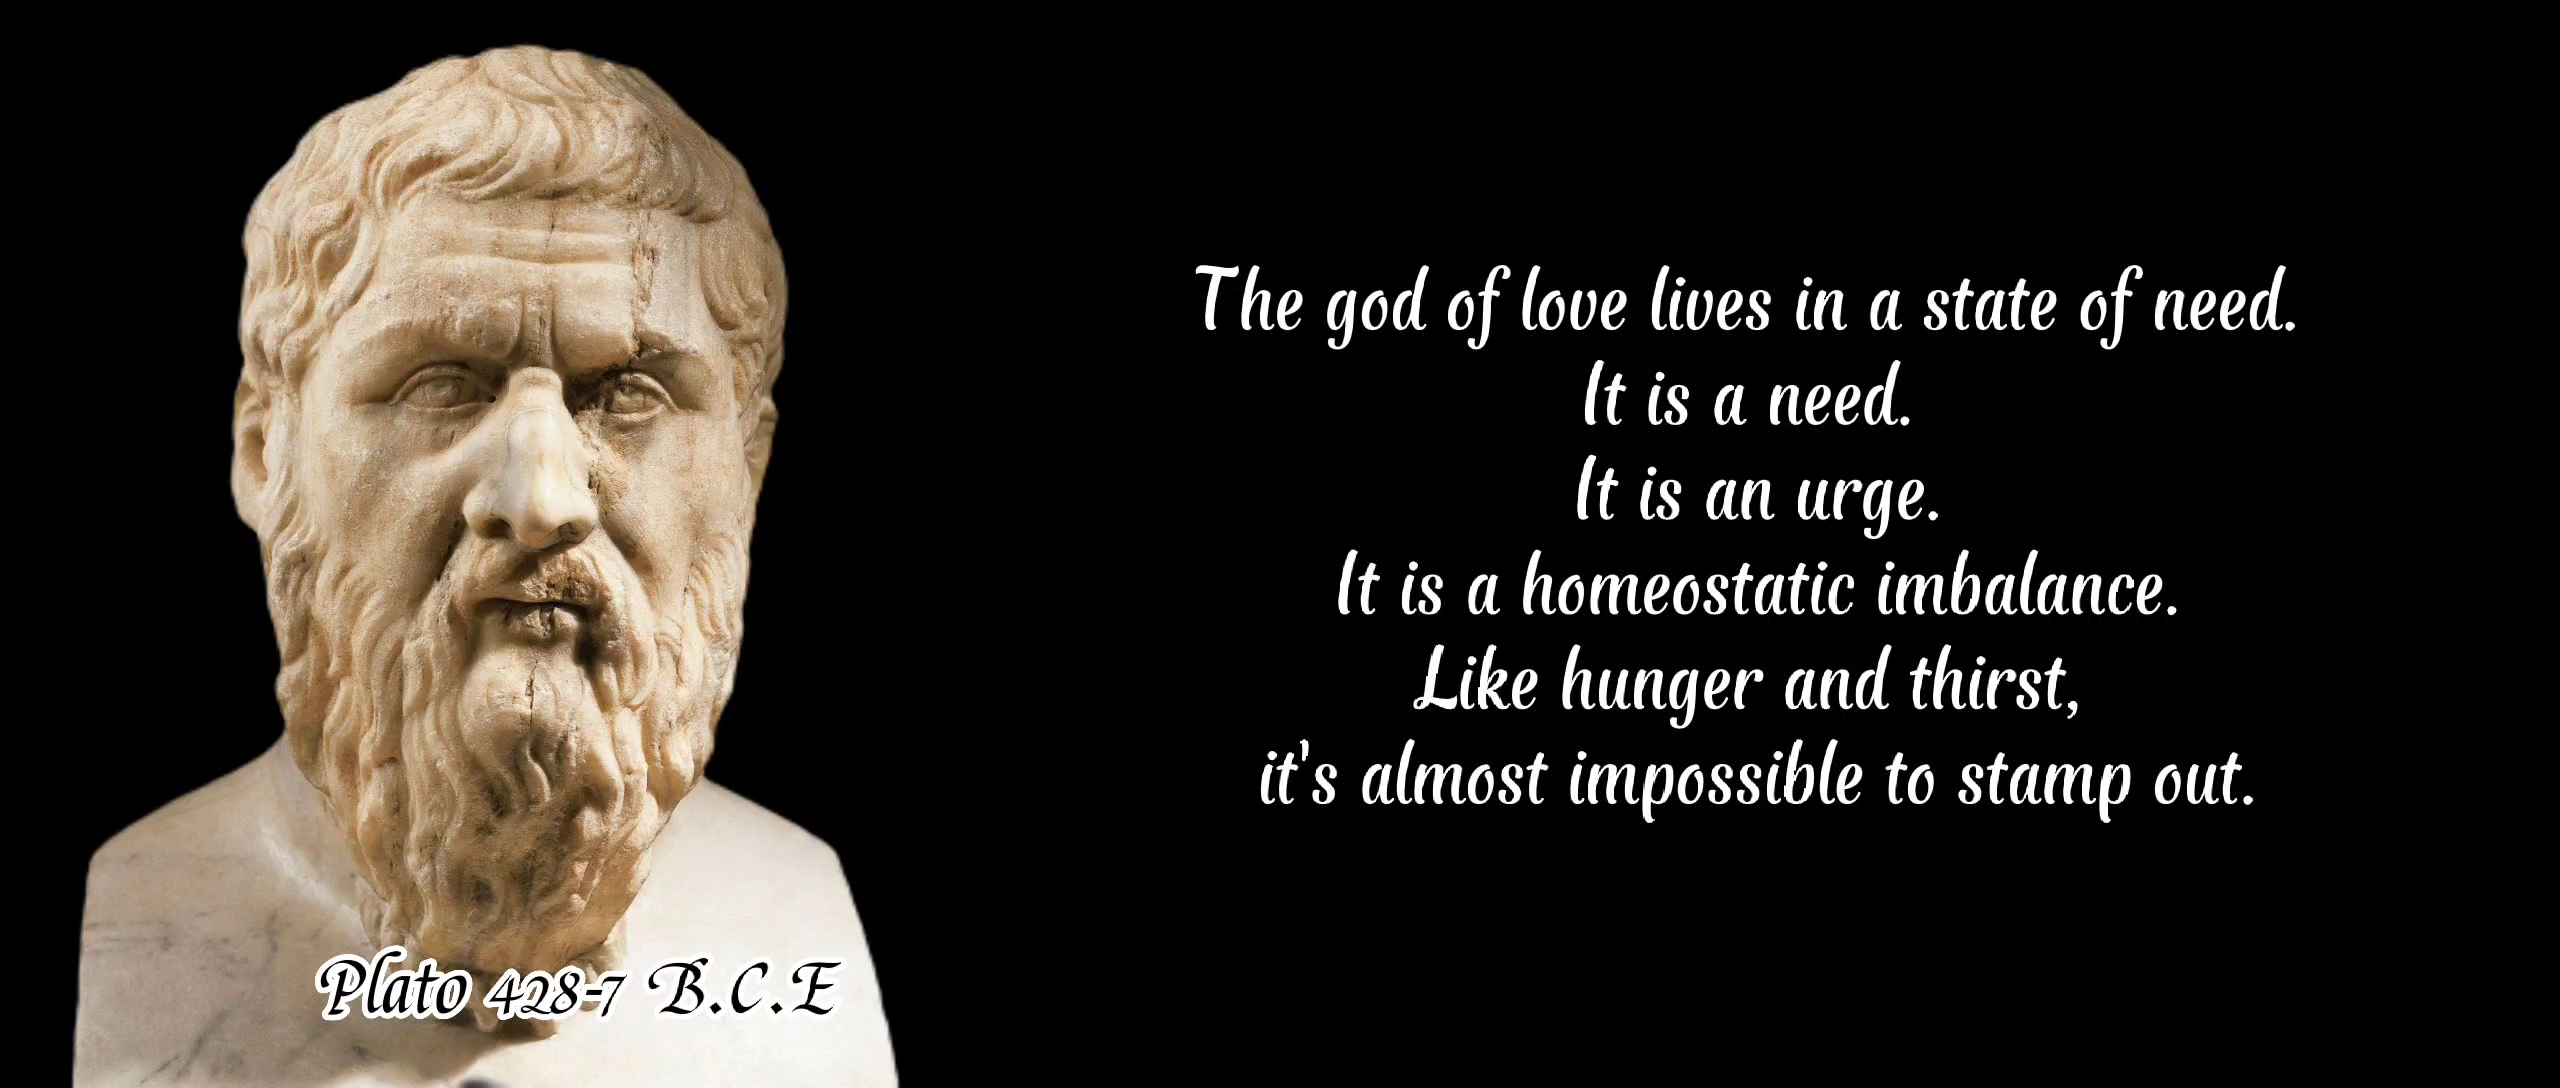 The god of love lives in a state of need.
It is a need.
It is an urge.
It is a homeostatic imbalance.
Like hunger and thirst,
it's almost impossible to stamp out.
Plato 428-7 B.C.E